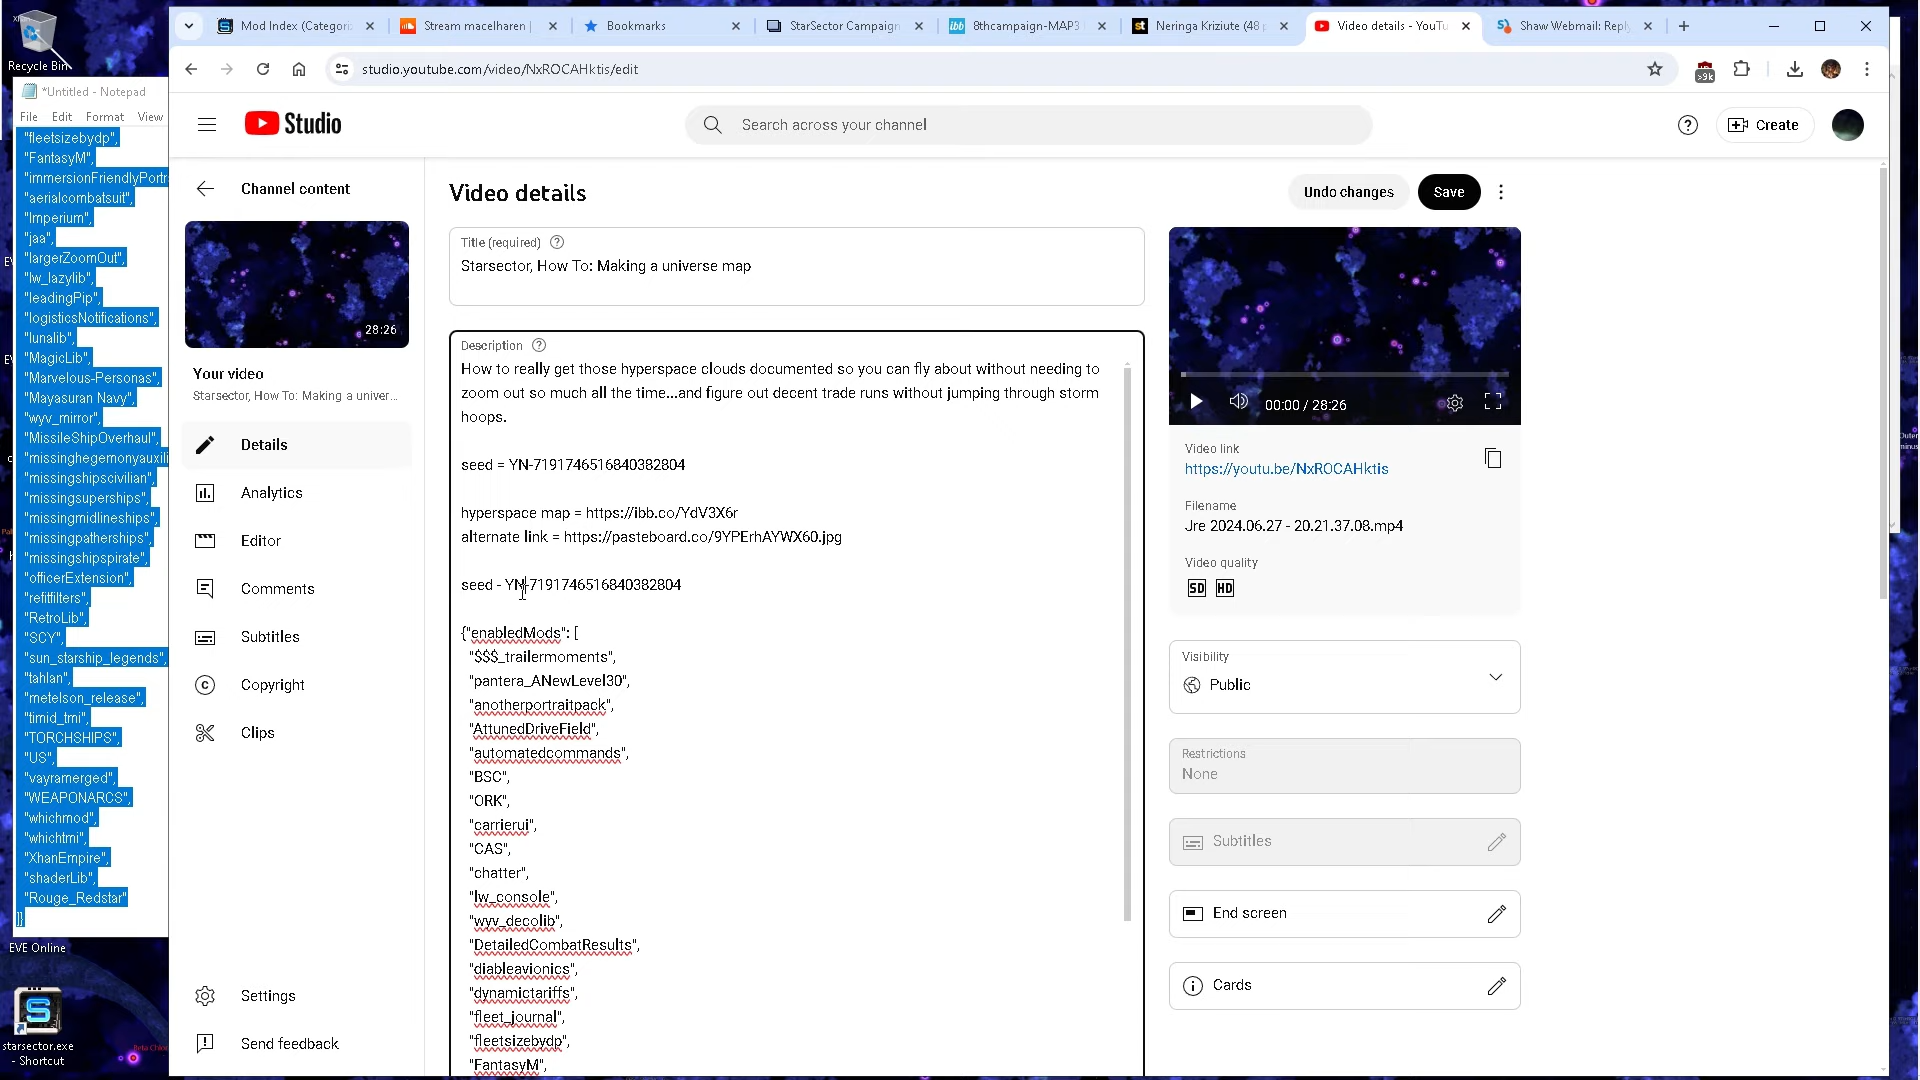 Recycle Bin
*Untitled - Notepad
File Edit Format View
"fleetsizebydp",
"FantasyM",
"immersionFriendlyPortr
"aerialcombatsuit",
"Imperium",
"jaa",
"largerZoomOut",
"lw_lazylib",
"leadingPip",
"logisticsNotifications",
"lunalib",
"MagicLib",
"Marvelous-Personas",
"Mayasuran Navy",
"wyv_mirror",
"MissileShipOverhaul",
"missinghegemonyauxili
"missingshipscivilian",
"missingsuperships",
"missingmidlineships",
"missingpatherships",
"missingshipspirate",
"officerExtension",
"refitfilters",
"RetroLib",
"SCY",
"sun_starship_legends",
"tahlan",
"metelson_release",
"timid_tmi",
"TORCHSHIPS",
"US",
"vayramerged",
"WEAPONARCS",
"whichmod",
"whichtmi",
"XhanEmpire",
"shaderLib",
"Rouge_Redstar"
]}
EVE Online
starsector.exe
- Shortcut
Mod Index (Categori
Stream macelharen
Bookmarks
StarSector Campaign
8thcampaign-MAP3
Neringa Kriziute (48 p
Video details - YouTu
Shaw Webmail: Reply
studio.youtube.com/video/NxROCAHktis/edit
>9k
Studio
Search across your channel
Create
Channel content
28:26
Your video
Starsector, How To: Making a univer...
Details
Analytics
Editor
Comments
Subtitles
Copyright
Clips
Settings
Send feedback
Video details
Undo changes
Save
Title (required)
Starsector, How To: Making a universe map
Description
How to really get those hyperspace clouds documented so you can fly about without needing to
zoom out so much all the time...and figure out decent trade runs without jumping through storm
hoops.
seed = YN-7191746516840382804
hyperspace map = https://ibb.co/YdV3X6r
alternate link = https://pasteboard.co/9YPErhAYWX60.jpg
seed - YN-7191746516840382804
{"enabledMods": [
"$$$_trailermoments",
"pantera_ANewLevel30",
"anotherportraitpack",
"AttunedDriveField",
"automatedcommands",
"BSC",
"ORK",
"carrierui",
"CAS",
"chatter",
"lw_console",
"wyv_decolib",
"DetailedCombatResults",
"diableavionics",
"dynamictariffs",
"fleet_journal",
"fleetsizebydp",
"FantasyM",
00:00 / 28:26
Video link
https://youtu.be/NxROCAHktis
Filename
Jre 2024.06.27 - 20.21.37.08.mp4
Video quality
SD HD
Visibility
Public
Restrictions
None
Subtitles
End screen
Cards